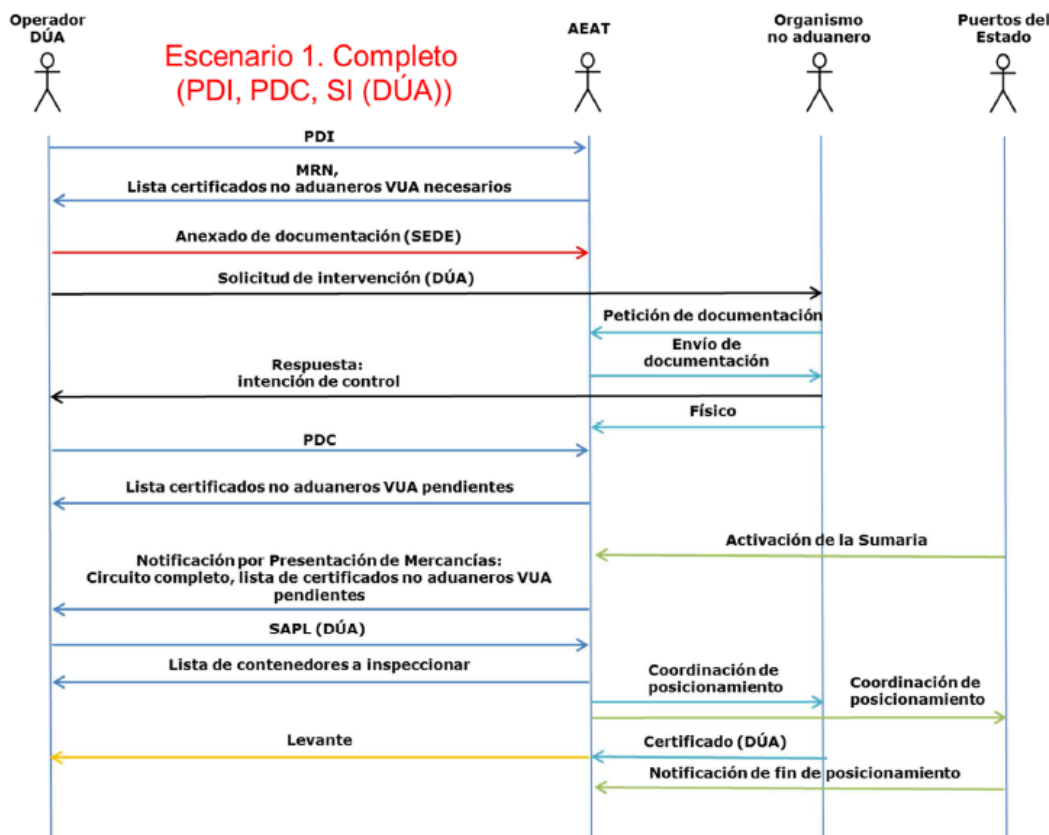 Operador
DÚA
AEAT
Organismo
no aduanero
Puertos del
Estado
Escenario 1. Completo
(PDI, PDC, SI (DÚA))
PDI
MRN,
Lista certificados no aduaneros VUA necesarios
Anexado de documentación (SEDE)
Solicitud de intervención (DÚA)
Petición de documentación
Envío de
documentación
Respuesta:
intención de control
Físico
PDC
Lista certificados no aduaneros VUA pendientes
Activación de la Sumaria
Notificación por Presentación de Mercancías:
Circuito completo, lista de certificados no aduaneros VUA
pendientes
SAPL (DÚA)
Lista de contenedores a inspeccionar
Coordinación de
posicionamiento
Coordinación de
posicionamiento
Levante
Certificado (DÚA)
Notificación de fin de posicionamiento